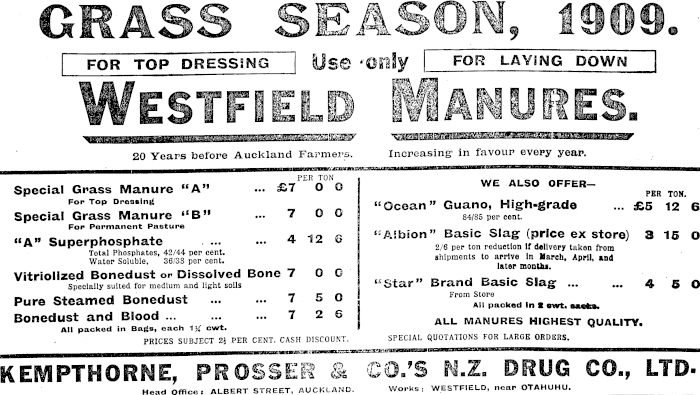 GRASS SEASON, 1909.
FOR TOP DRESSING Use only FOR LAYING DOWN
WESTFIELD MANURES.
20 Years before Auckland Farmers. Increasing in favour every year.
PER TON
Special Grass Manure "A" ... £7 0 0
For Top Dressing
Special Grass Manure "B" ... 7 0 0
For Permanent Pasture
"A" Superphosphate ... ... 4 12 6
Total Phosphates, 42/44 per cent.
Water Soluble, 36/38 per cent.
Vitriolized Bonedust or Dissolved Bone 7 0 0
Specially suited for medium and light soils
Pure Steamed Bonedust ... ... 7 5 0
Bonedust and Blood ... ... ... 7 2 6
All packed in Bags, each 1¼ cwt.
PRICES SUBJECT 2½ PER CENT. CASH DISCOUNT.
WE ALSO OFFER—
PER TON.
"Ocean" Guano, High-grade ... £5 12 6
84/85 per cent.
"Albion" Basic Slag (price ex store) 3 15 0
2/6 per ton reduction if delivery taken from
shipments to arrive in March, April, and
later months.
"Star" Brand Basic Slag ... ... 4 5 0
From Store
All packed in 2 cwt. sacks.
ALL MANURES HIGHEST QUALITY.
SPECIAL QUOTATIONS FOR LARGE ORDERS.
KEMPTHORNE, PROSSER & CO.'S N.Z. DRUG CO., LTD.
Head Office: ALBERT STREET, AUCKLAND. Works: WESTFIELD, near OTAHUHU.